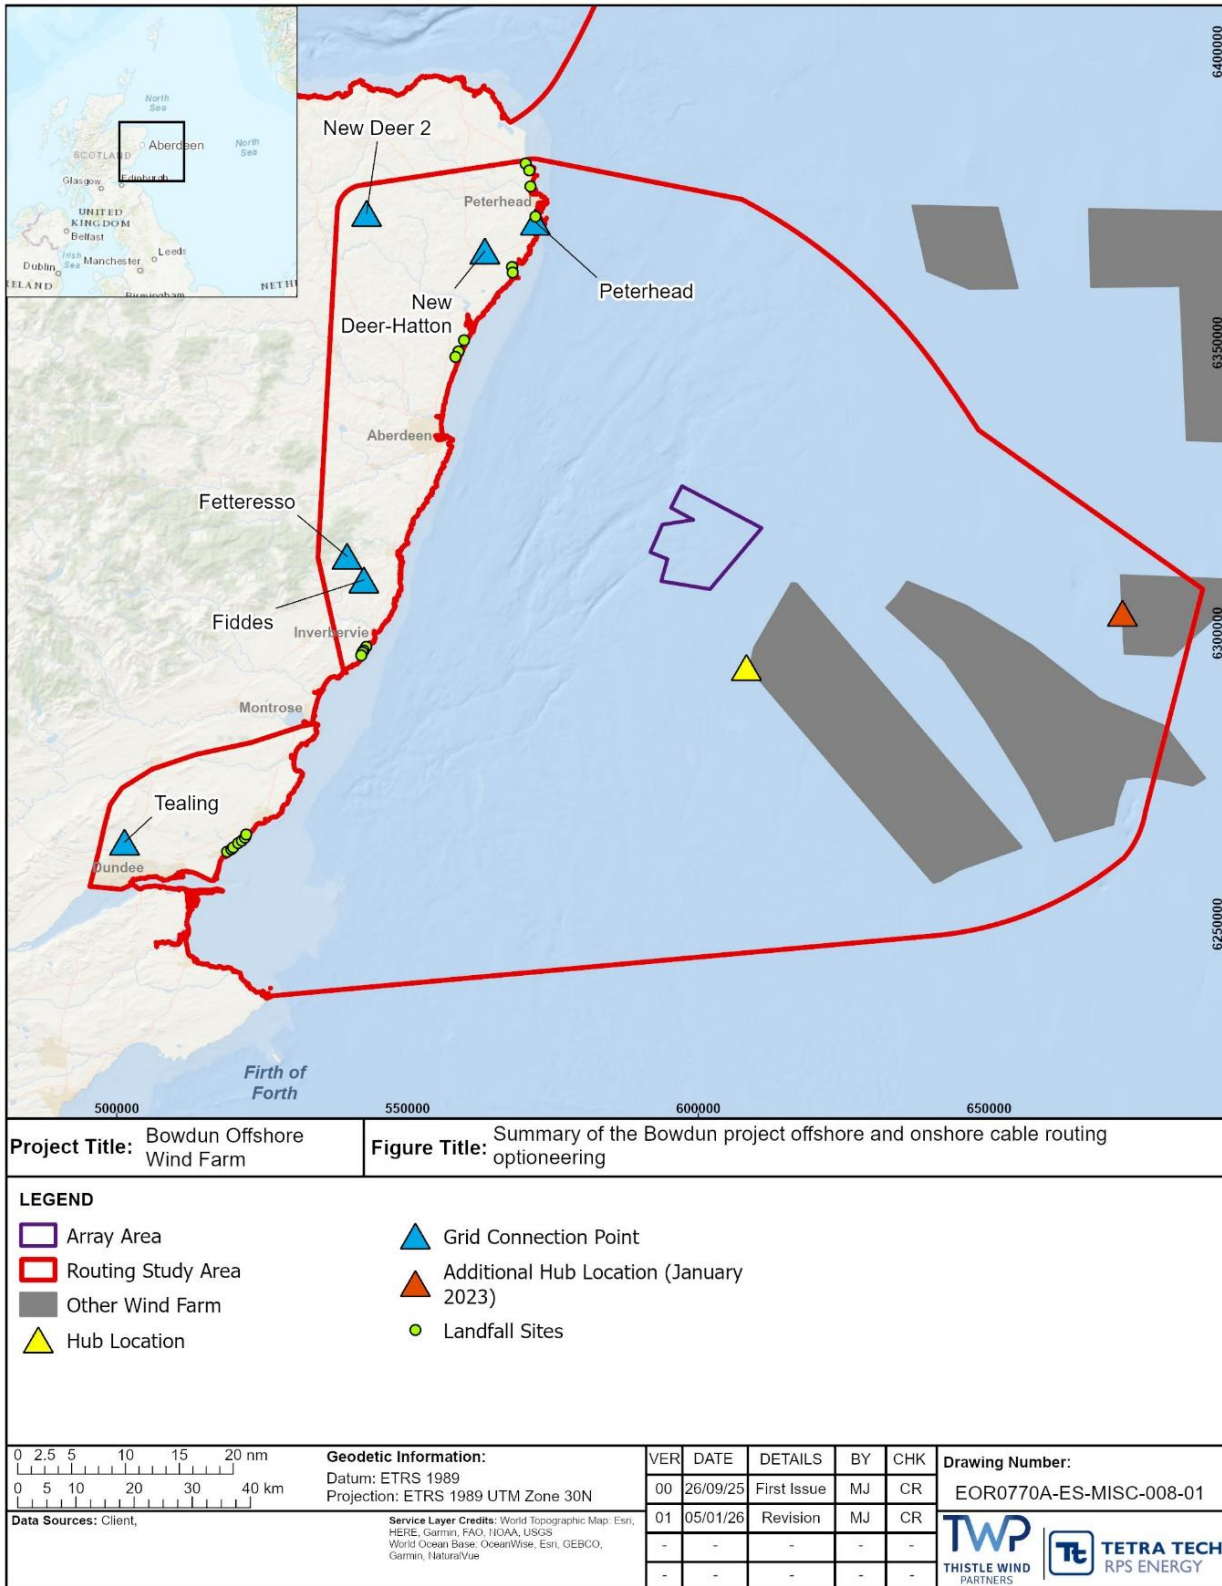 North
Sea
North
Sea
SCOTLAND
Aberdeen
Glasgow
Edinburgh
UNITED
KINGDOM
Belfast
Irish
Sea
Leeds
Manchester
Dublin
IRELAND
NETH
Birmingham
New Deer 2
Peterhead
New
Deer-Hatton
Peterhead
Aberdeen
Fetteresso
Fiddes
Inverbervie
Montrose
Tealing
Dundee
Firth of
Forth
6400000
6350000
6300000
6250000
500000
550000
600000
650000
Project Title: Bowdun Offshore
Wind Farm
Figure Title: Summary of the Bowdun project offshore and onshore cable routing
optioneering
LEGEND
Array Area
Routing Study Area
Other Wind Farm
Hub Location
Grid Connection Point
Additional Hub Location (January
2023)
Landfall Sites
0 2.5 5 10 15 20 nm
0 5 10 20 30 40 km
Geodetic Information:
Datum: ETRS 1989
Projection: ETRS 1989 UTM Zone 30N
Data Sources: Client,
Service Layer Credits: World Topographic Map: Esri,
HERE, Garmin, FAO, NOAA, USGS
World Ocean Base: OceanWise, Esri, GEBCO,
Garmin, NaturalVue
VER DATE DETAILS BY CHK
00 26/09/25 First Issue MJ CR
01 05/01/26 Revision MJ CR
- - - - -
- - - - -
Drawing Number:
EOR0770A-ES-MISC-008-01
TWP
THISTLE WIND
PARTNERS
Tt
TETRA TECH
RPS ENERGY